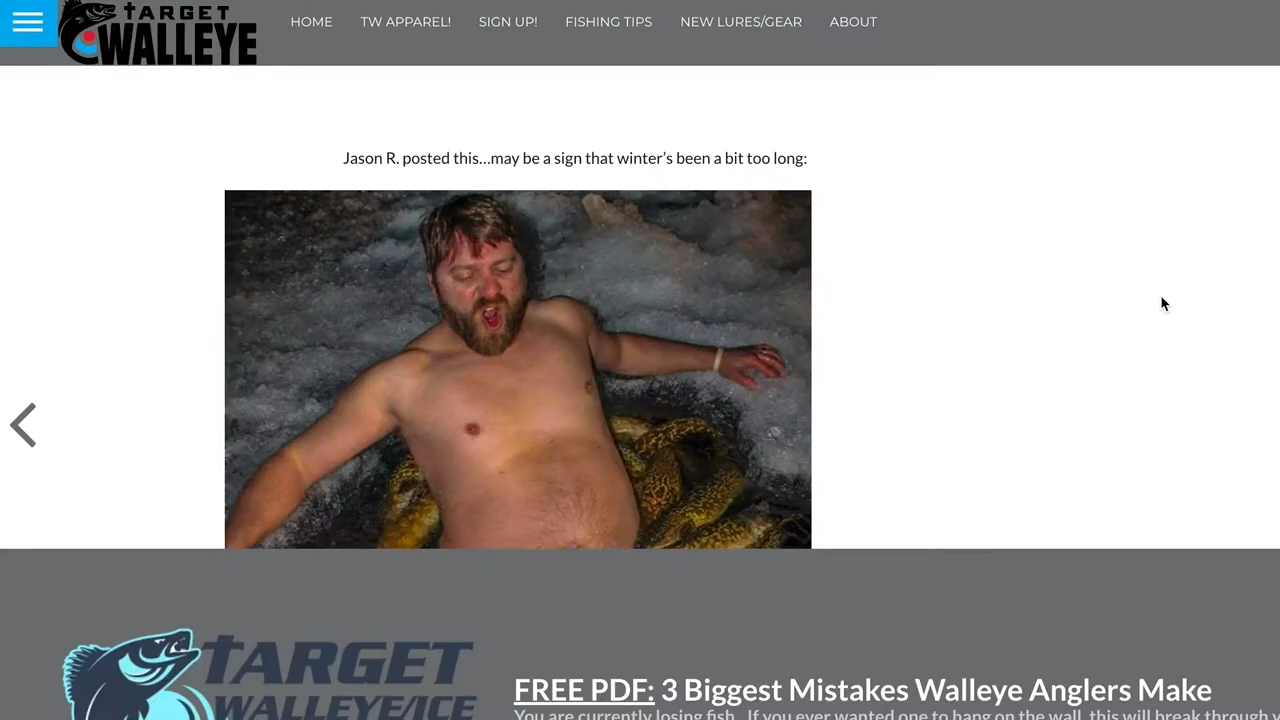 TARGET
WALLEYE
HOME TW APPAREL! SIGN UP! FISHING TIPS NEW LURES/GEAR ABOUT
Jason R. posted this...may be a sign that winter's been a bit too long:
TARGET
WALLEYE/ICE
FREE PDF: 3 Biggest Mistakes Walleye Anglers Make
You are currently losing fish. If you ever wanted one to hang on the wall, this will break through